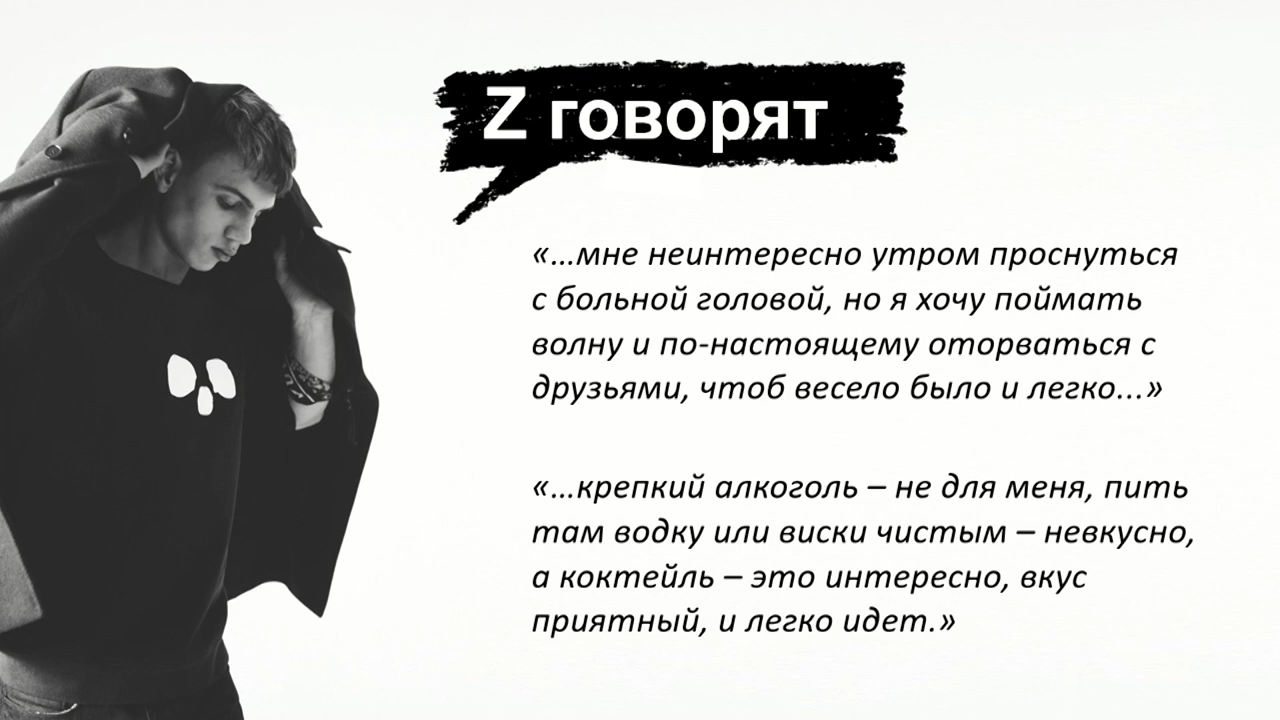 Z говорят
«...мне неинтересно утром проснуться
с больной головой, но я хочу поймать
волну и по-настоящему оторваться с
друзьями, чтоб весело было и легко...»
«...крепкий алкоголь – не для меня, пить
там водку или виски чистым – невкусно,
а коктейль – это интересно, вкус
приятный, и легко идет.»